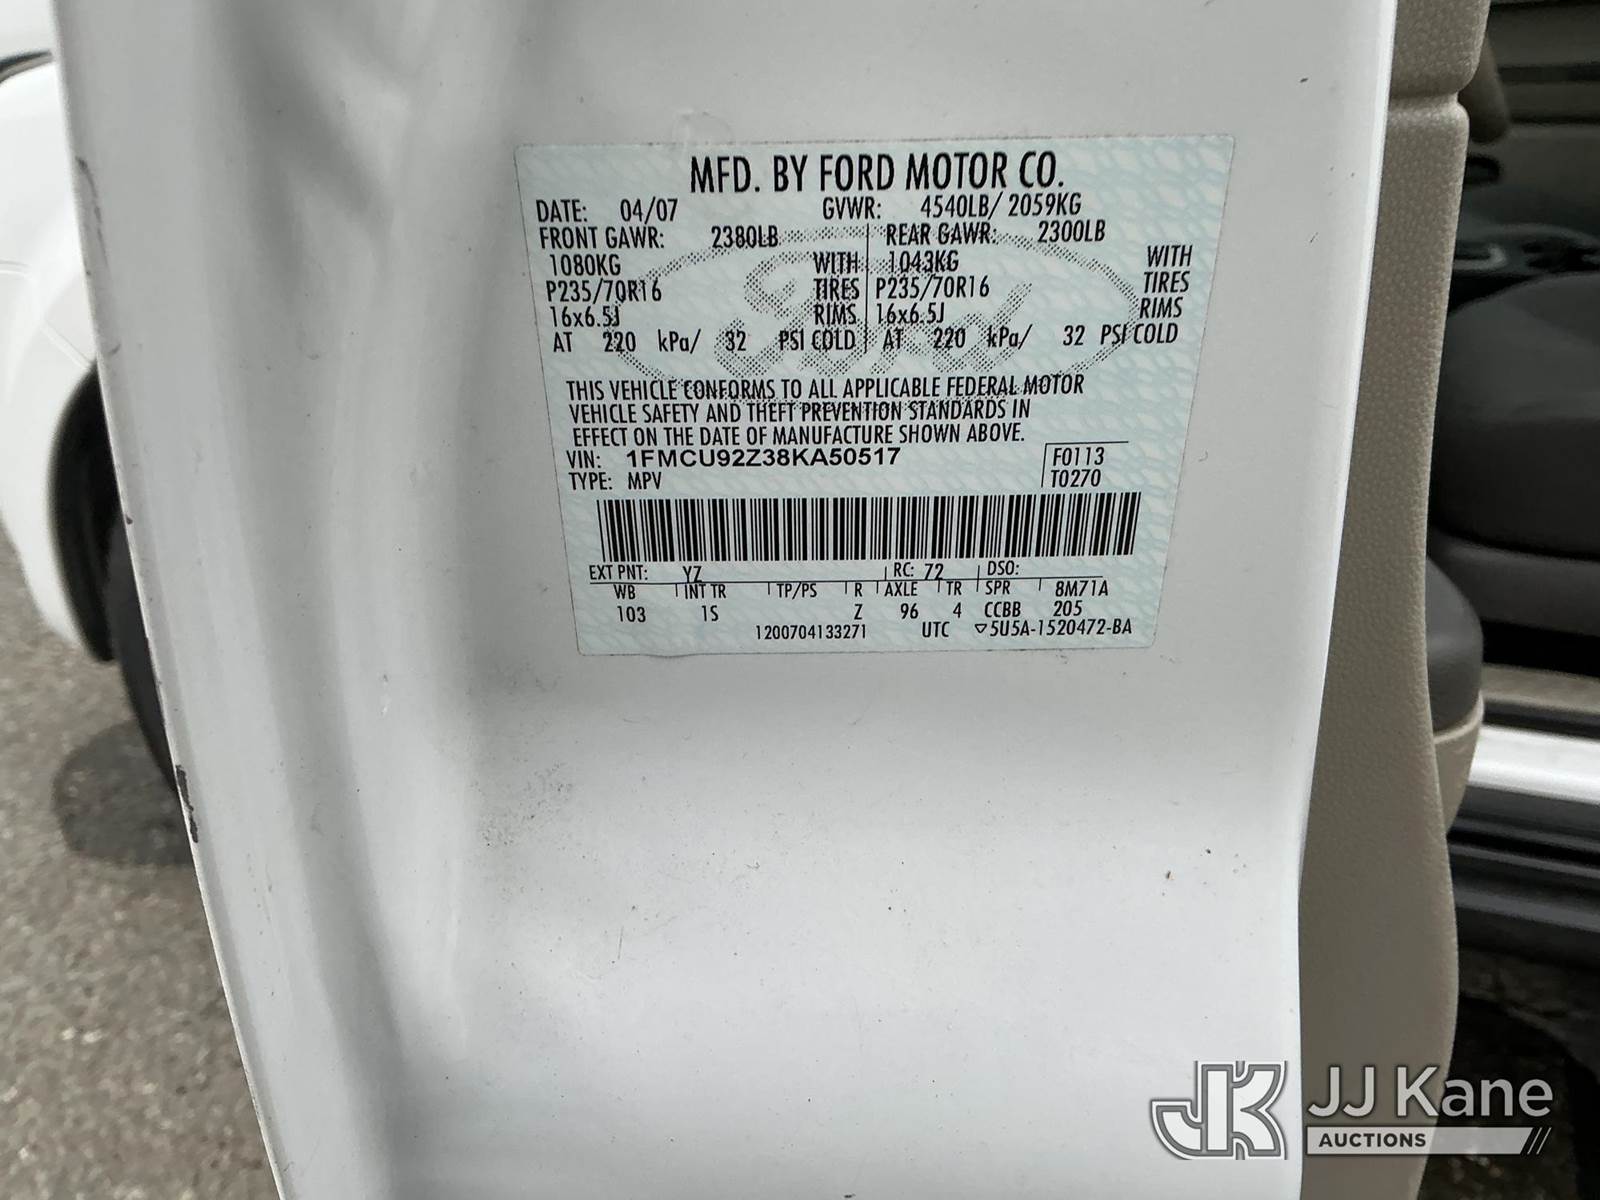 MFD. BY FORD MOTOR CO.
DATE: 04/07 GVWR: 4540LB/ 2059KG
FRONT GAWR: 2380LB REAR GAWR: 2300LB
1080KG WITH 1043KG WITH
P235/70R16 TIRES P235/70R16 TIRES
16x6.5J RIMS 16x6.5J RIMS
AT 220 kPa/ 32 PSI COLD AT 220 kPa/ 32 PSI COLD
Ford
THIS VEHICLE CONFORMS TO ALL APPLICABLE FEDERAL MOTOR
VEHICLE SAFETY AND THEFT PREVENTION STANDARDS IN
EFFECT ON THE DATE OF MANUFACTURE SHOWN ABOVE.
VIN: 1FMCU92Z38KA50517 F0113
TYPE: MPV T0270
EXT PNT: YZ RC: 72 DSO:
WB INT TR TP/PS R AXLE TR SPR 8M71A
103 1S Z 96 4 CCBB 205
1200704133271 UTC ▽5U5A-1520472-BA
JK JJ Kane
AUCTIONS